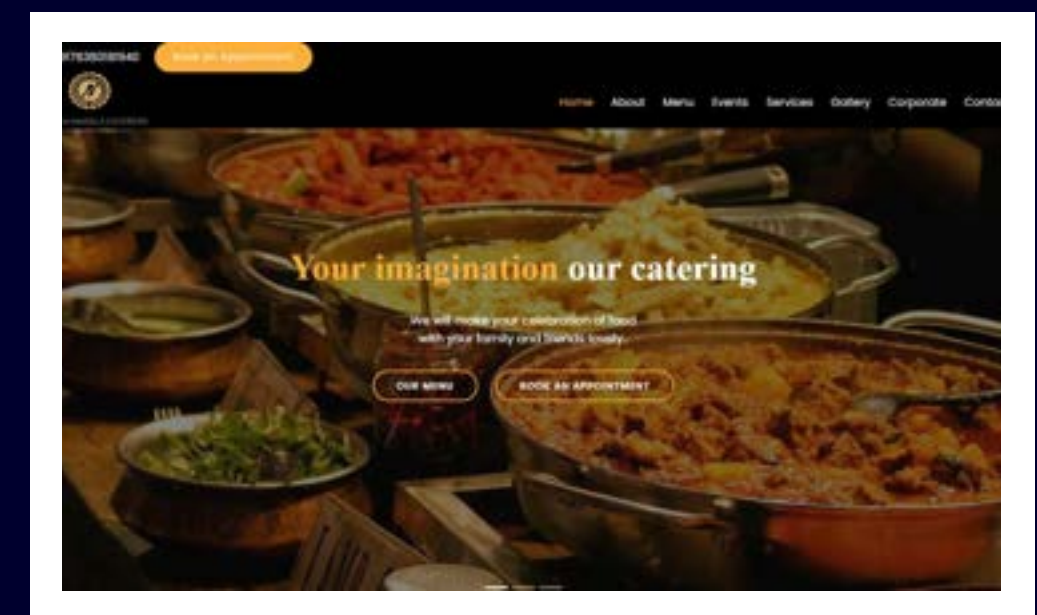 Book an Appointment
Home About Menu Events Services Gallery Corporate
Your imagination our catering
We will make your celebration of food
with your family and friends lovely.
OUR MENU
BOOK AN APPOINTMENT